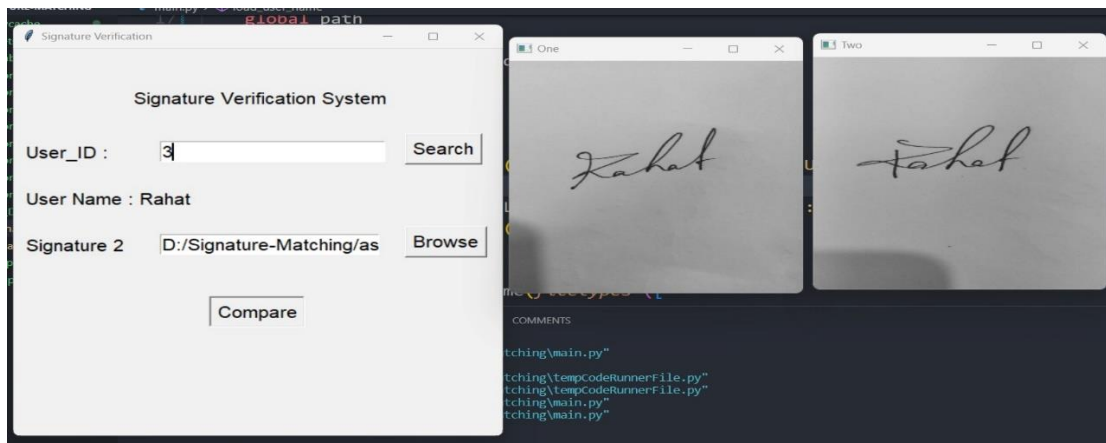 global path
Signature Verification
Signature Verification System
User_ID :
3
Search
User Name : Rahat
Signature 2
D:/Signature-Matching/as
Browse
Compare
One
Rahat
Two
Rahat
COMMENTS
tching\main.py"
tching\tempCodeRunnerFile.py"
tching\tempCodeRunnerFile.py"
tching\main.py"
tching\main.py"